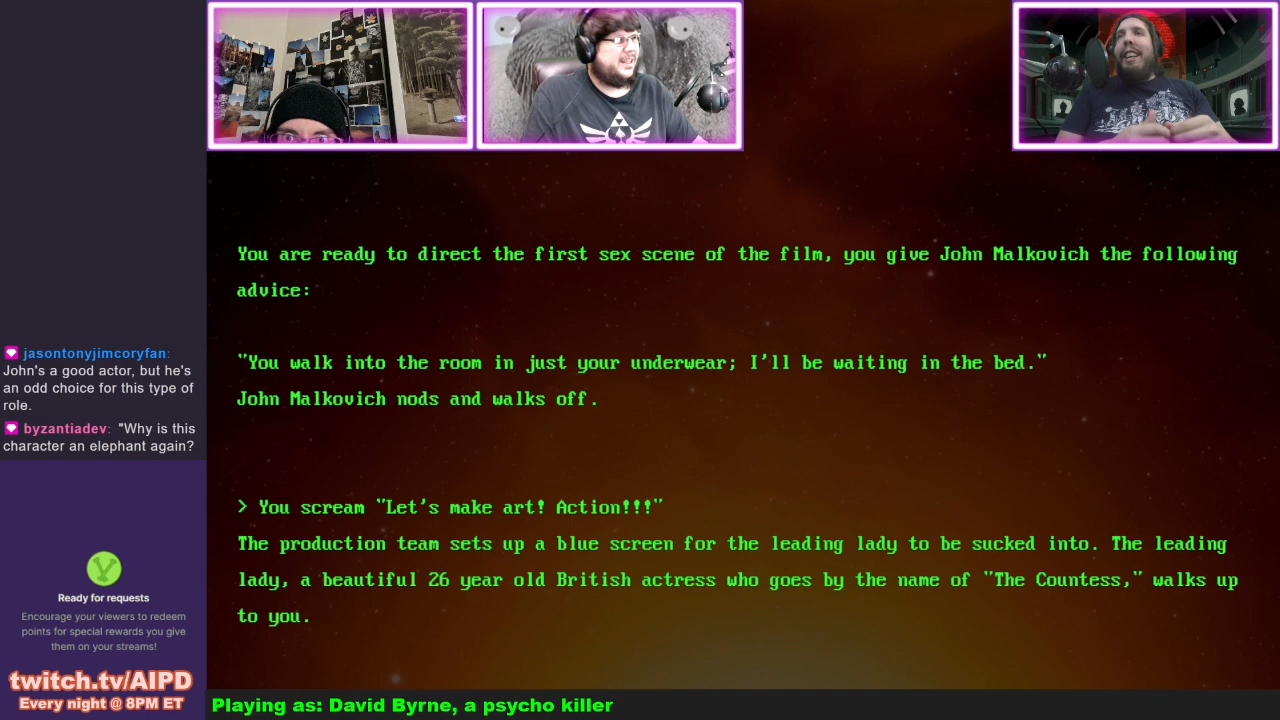 You are ready to direct the first sex scene of the film, you give John Malkovich the following
advice:
"You walk into the room in just your underwear; I'll be waiting in the bed."
John Malkovich nods and walks off.
> You scream "Let's make art! Action!!!"
The production team sets up a blue screen for the leading lady to be sucked into. The leading
lady, a beautiful 26 year old British actress who goes by the name of "The Countess," walks up
to you.
jasontonyjimcoryfan:
John's a good actor, but he's
an odd choice for this type of
role.
byzantiadev: "Why is this
character an elephant again?
Ready for requests
Encourage your viewers to redeem
points for special rewards you give
them on your streams!
twitch.tv/AIPD
Every night @ 8PM ET
Playing as: David Byrne, a psycho killer